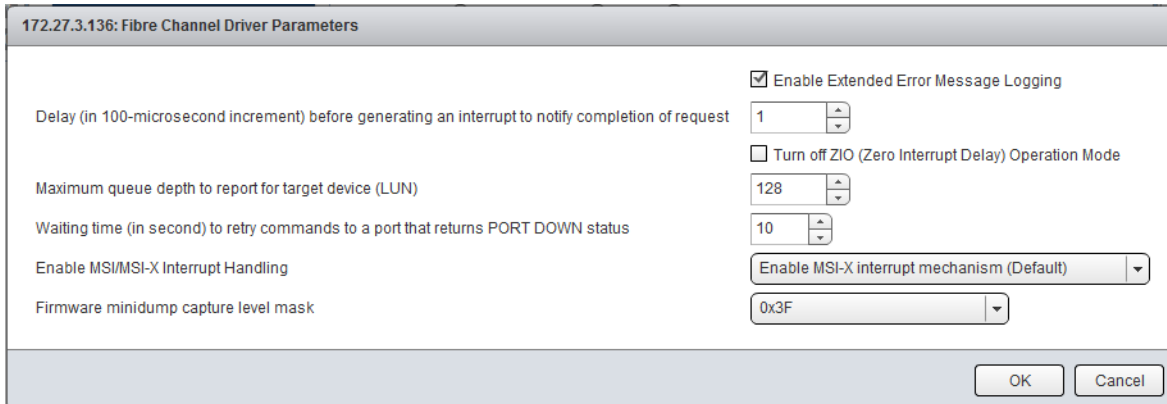 172.27.3.136: Fibre Channel Driver Parameters
Enable Extended Error Message Logging
Delay (in 100-microsecond increment) before generating an interrupt to notify completion of request 1
Turn off ZIO (Zero Interrupt Delay) Operation Mode
Maximum queue depth to report for target device (LUN) 128
Waiting time (in second) to retry commands to a port that returns PORT DOWN status 10
Enable MSI/MSI-X Interrupt Handling Enable MSI-X interrupt mechanism (Default)
Firmware minidump capture level mask 0x3F
OK Cancel